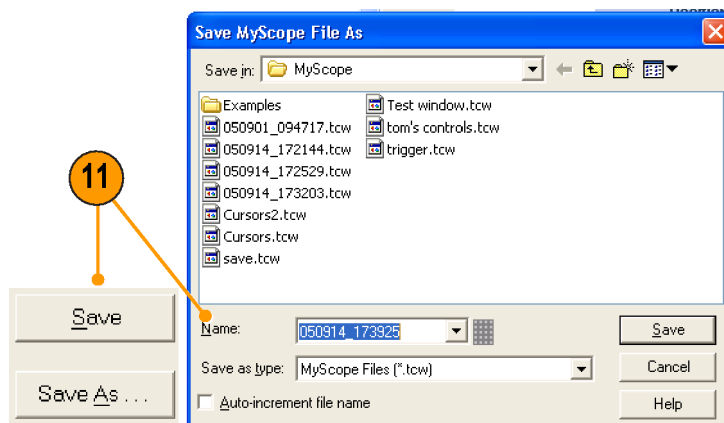 Save MyScope File As
Save in: MyScope
Examples
050901_094717.tcw
050914_172144.tcw
050914_172529.tcw
050914_173203.tcw
Cursors2.tcw
Cursors.tcw
save.tcw
Test window.tcw
tom's controls.tcw
trigger.tcw
11
Save
Save As . . .
Name: 050914_173925
Save
Save as type: MyScope Files (*.tcw)
Cancel
Auto-increment file name
Help